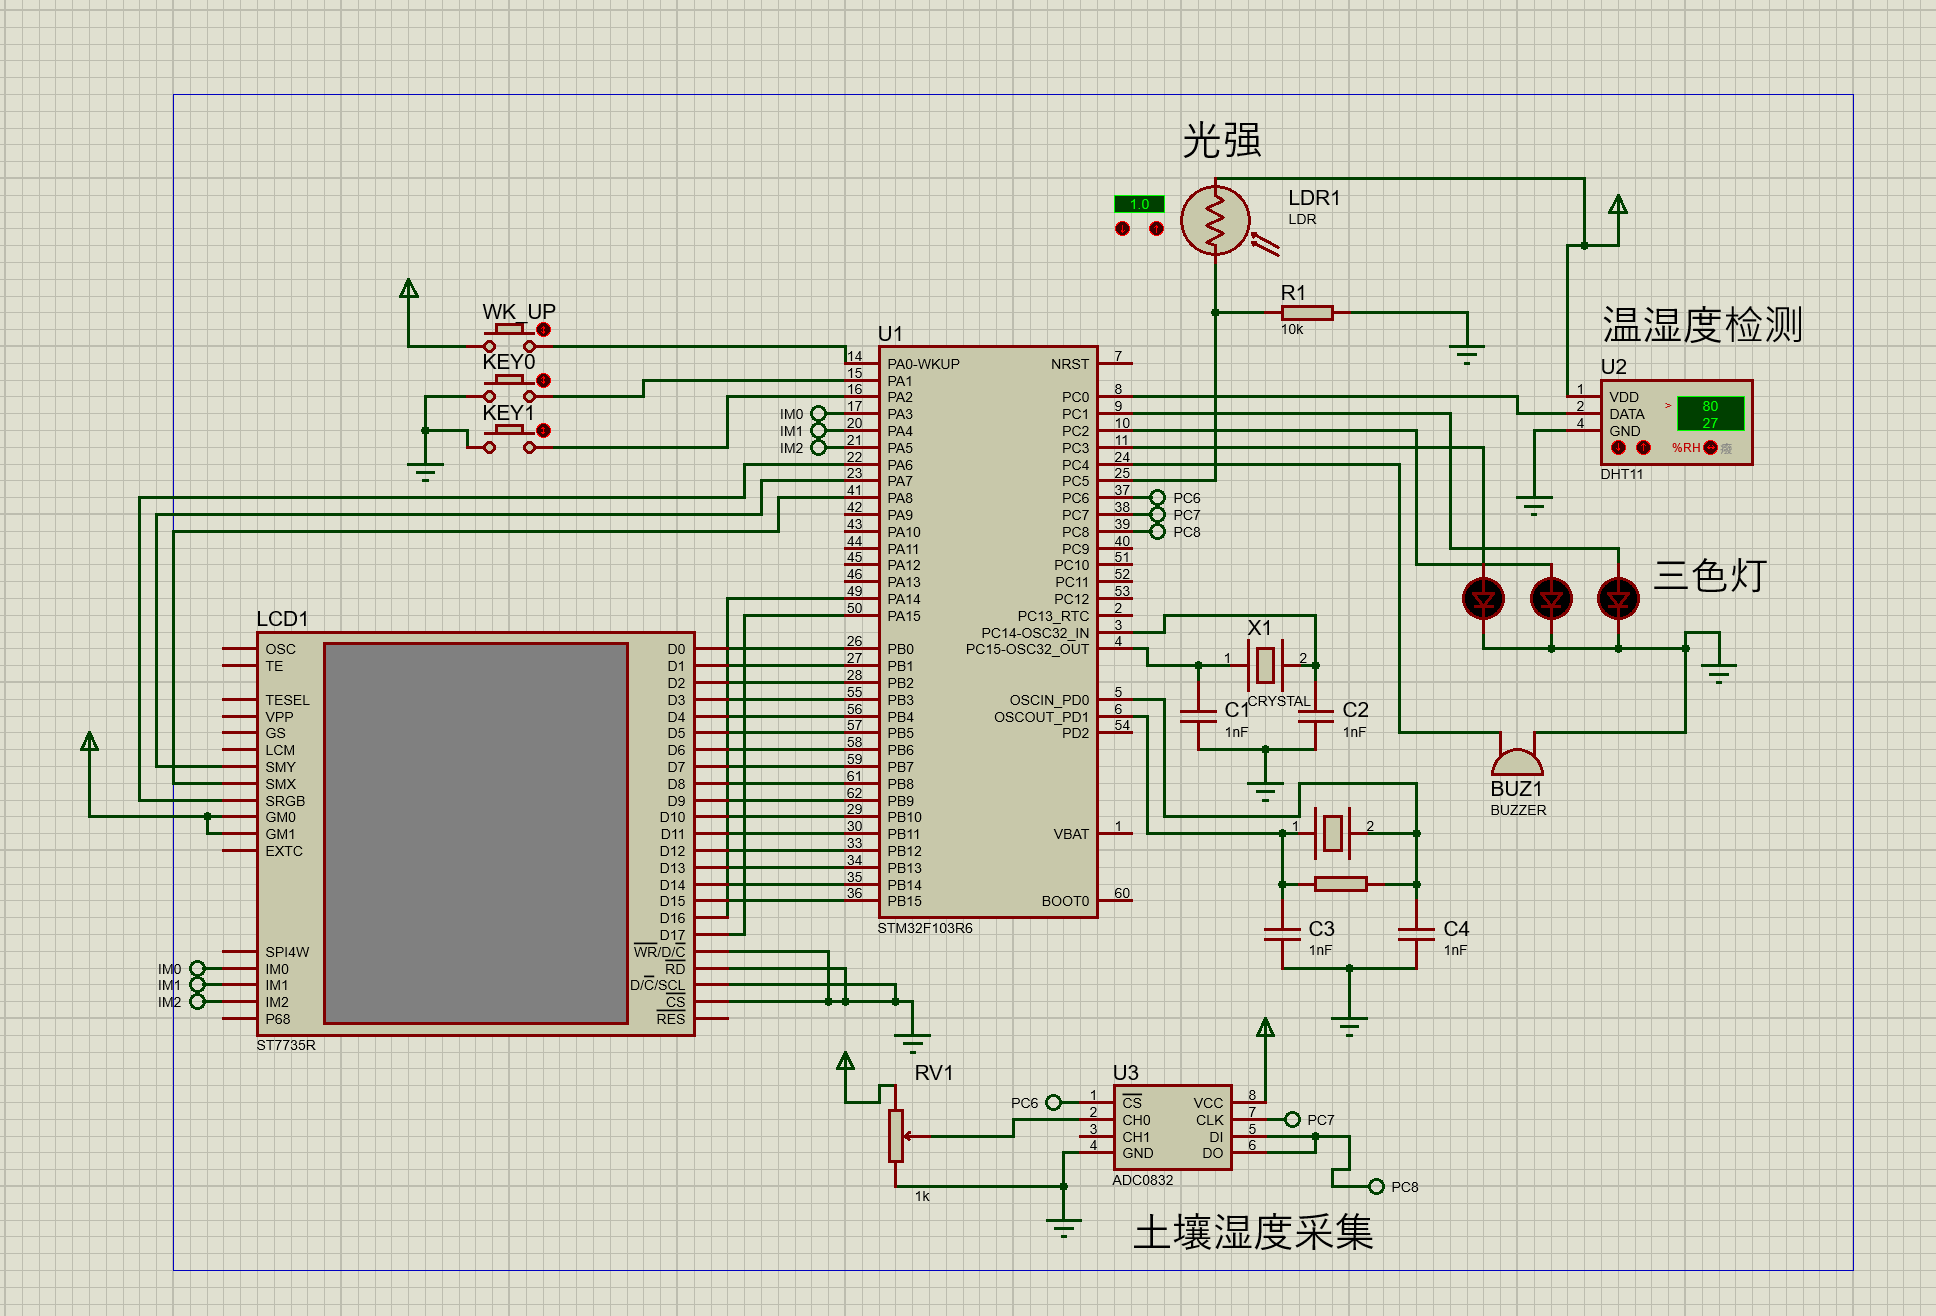 光强
1.0
LDR1
LDR
WK_UP
KEY0
KEY1
R1
10k
温湿度检测
U2
1 VDD
2 DATA
4 GND
>
80
27
%RH
DHT11
U1
14 PA0-WKUP
15 PA1
16 PA2
IM0 17 PA3
IM1 20 PA4
IM2 21 PA5
22 PA6
23 PA7
41 PA8
42 PA9
43 PA10
44 PA11
45 PA12
46 PA13
49 PA14
50 PA15
26 PB0
27 PB1
28 PB2
55 PB3
56 PB4
57 PB5
58 PB6
59 PB7
61 PB8
62 PB9
29 PB10
30 PB11
33 PB12
34 PB13
35 PB14
36 PB15
NRST 7
PC0 8
PC1 9
PC2 10
PC3 11
PC4 24
PC5 25
PC6 37 PC6
PC7 38 PC7
PC8 39 PC8
PC9 40
PC10 51
PC11 52
PC12 53
PC13_RTC 2
PC14-OSC32_IN 3
PC15-OSC32_OUT 4
OSCIN_PD0 5
OSCOUT_PD1 6
PD2 54
VBAT 1
BOOT0 60
STM32F103R6
三色灯
X1
1 2
CRYSTAL
C1
1nF
C2
1nF
BUZ1
BUZZER
1 2
C3
1nF
C4
1nF
LCD1
OSC
TE
TESEL
VPP
GS
LCM
SMY
SMX
SRGB
GM0
GM1
EXTC
SPI4W
IM0 IM0
IM1 IM1
IM2 IM2
P68
D0
D1
D2
D3
D4
D5
D6
D7
D8
D9
D10
D11
D12
D13
D14
D15
D16
D17
WR/D/C
RD
D/C/SCL
CS
RES
ST7735R
RV1
1k
U3
PC6 1 CS
2 CH0
3 CH1
4 GND
VCC 8
CLK 7 PC7
DI 5
DO 6
PC8
ADC0832
土壤湿度采集